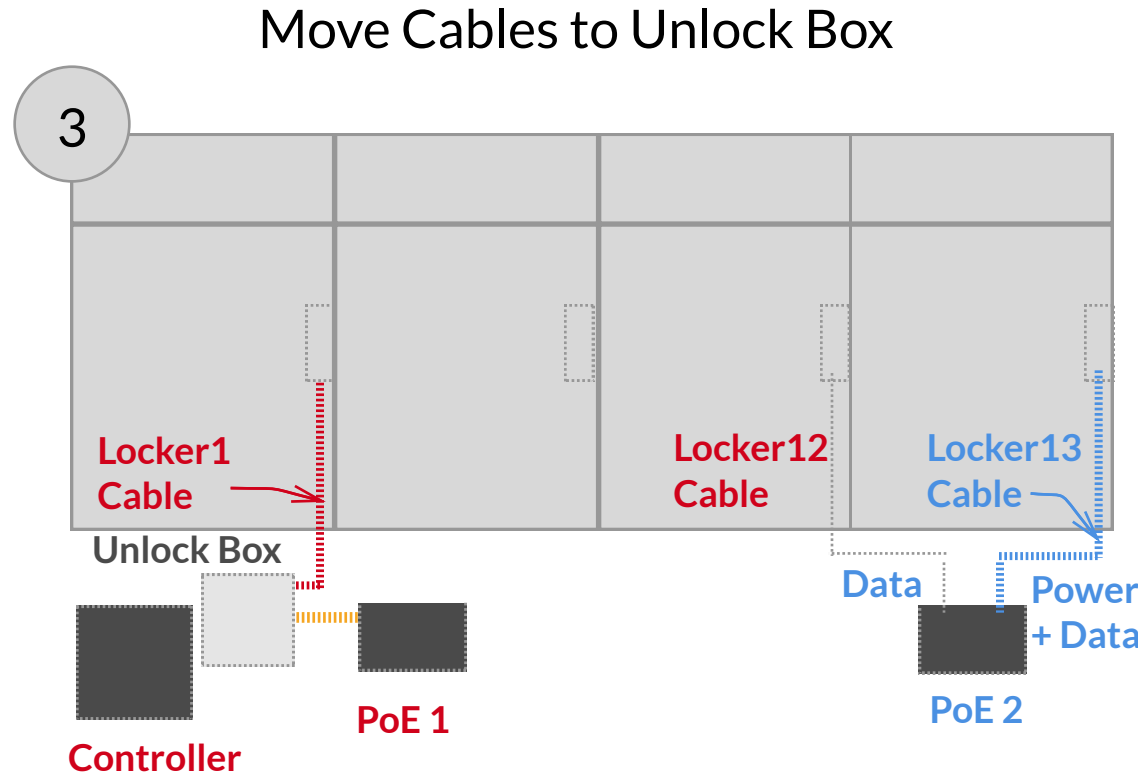 Move Cables to Unlock Box
3
Locker1
Cable
Locker12
Cable
Locker13
Cable
Unlock Box
Data
Power
+ Data
PoE 1
PoE 2
Controller